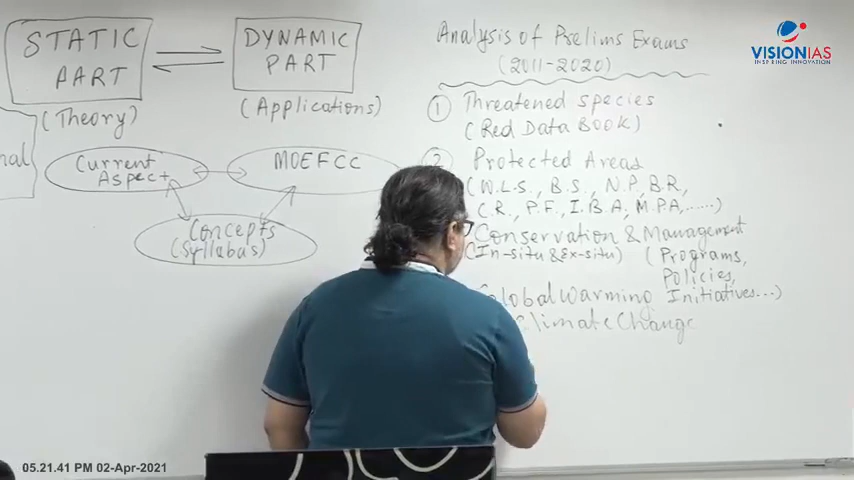 STATIC
PART
(Theory)
DYNAMIC
PART
(Applications)
nal
Current
Aspect
MOEFCC
Concepts
(Syllabus)
Analysis of Prelims Exams
(2011-2020)
1 Threatened species
(Red Data Book)
2 Protected Areas
(W.L.S., B.S., N.P, B.R,
C.R., P.F., I.B.A, M.P.A,......)
Conservation & Management
(In-situ & Ex-situ) (Programs,
Policies,
Initiatives...)
Global Warming
Climate Change
VISIONIAS
INSPIRING INNOVATION
05.21.41 PM 02-Apr-2021